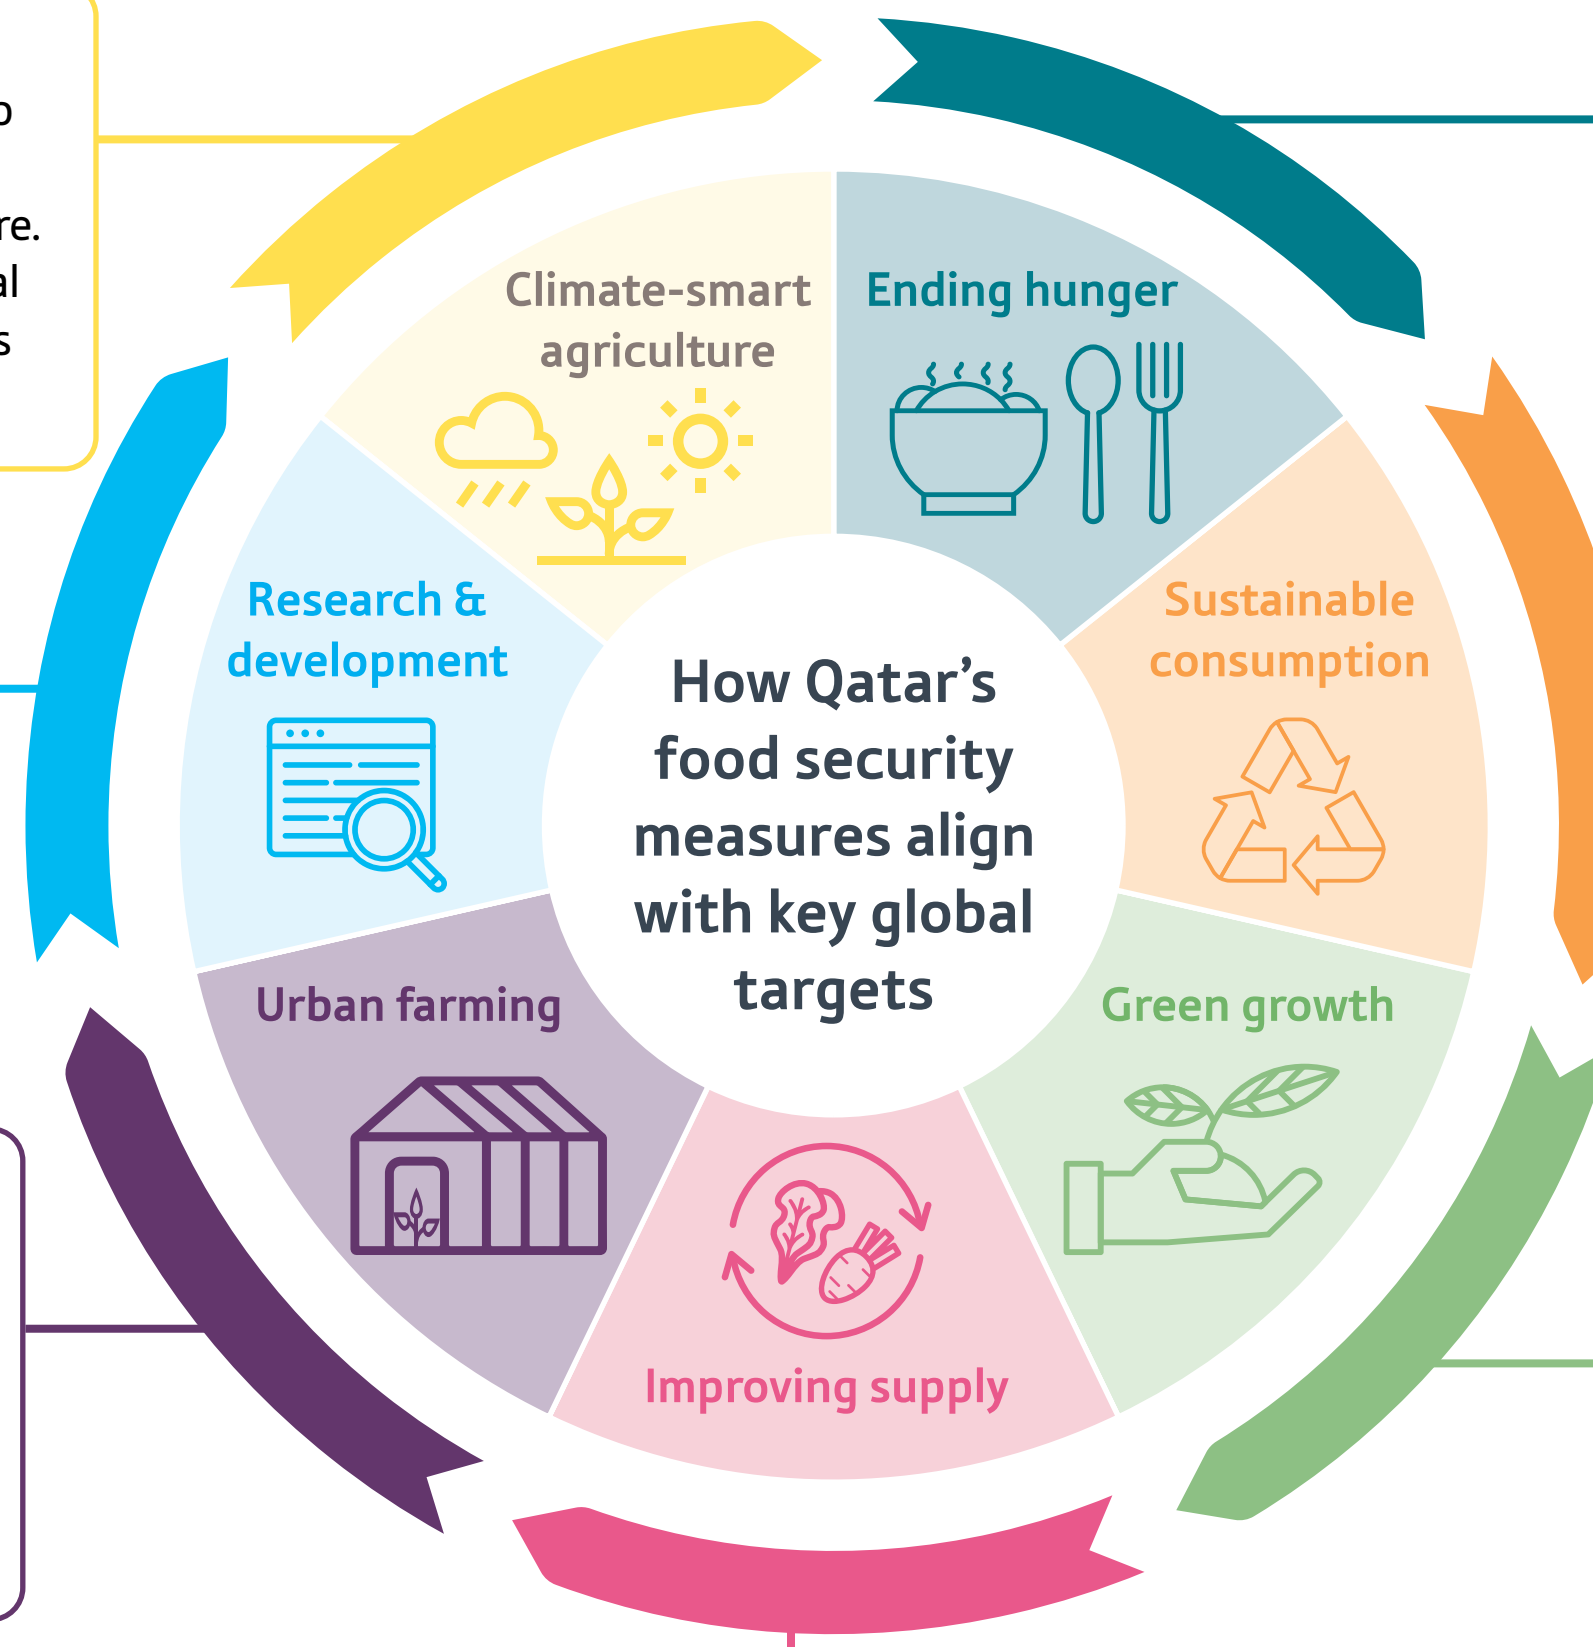 re.
Climate-smart
agriculture
Ending hunger
Research &
development
Sustainable
consumption
How Qatar’s
food security
measures align
with key global
targets
Urban farming
Green growth
Improving supply